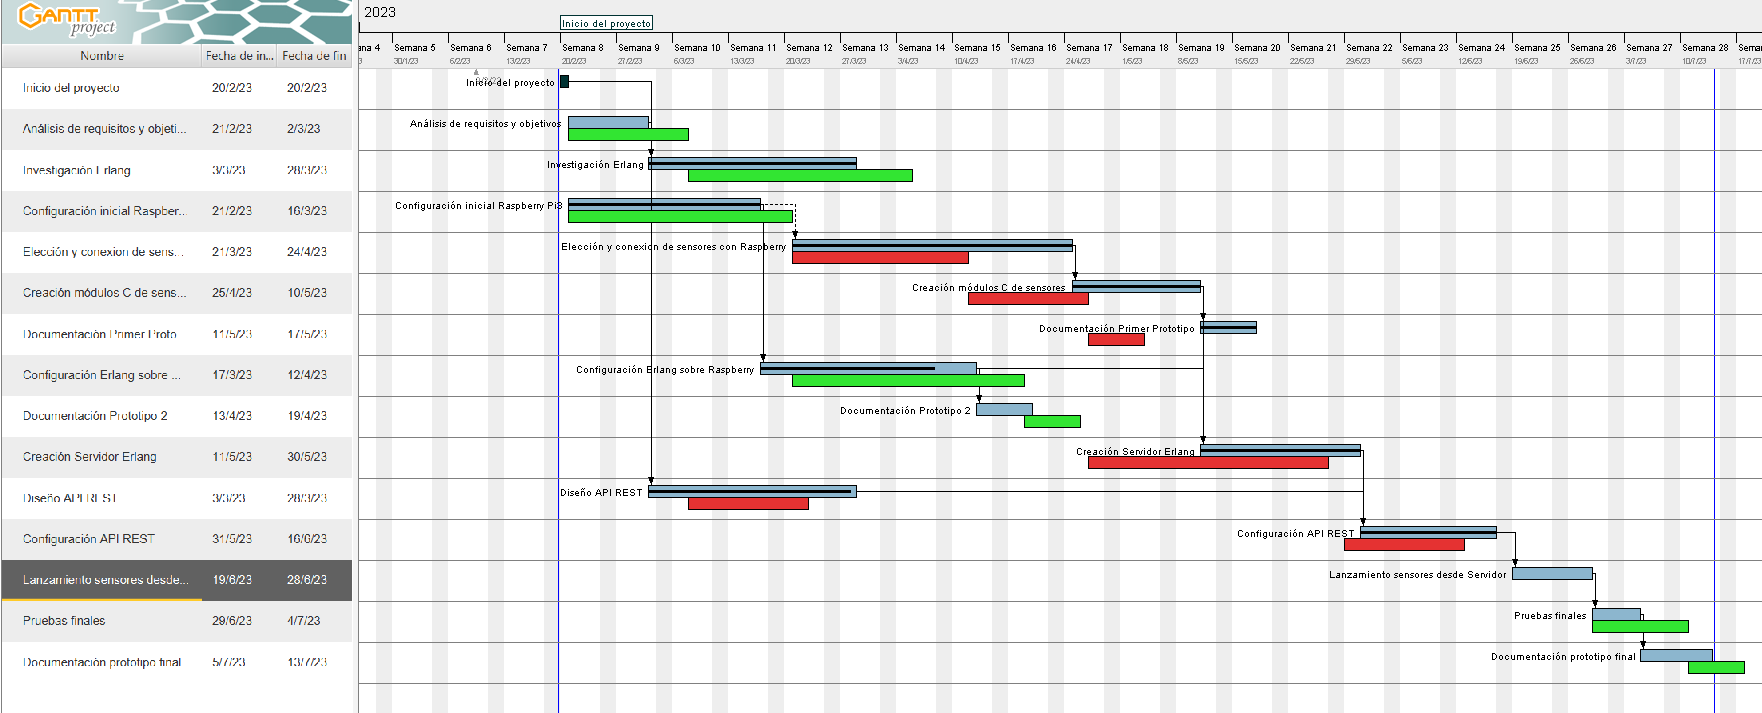 GANTT
project
2023
Inicio del proyecto
Nombre Fecha de in... Fecha de fin
ana 4 Semana 5 Semana 6 Semana 7 Semana 8 Semana 9 Semana 10 Semana 11 Semana 12 Semana 13 Semana 14 Semana 15 Semana 16 Semana 17 Semana 18 Semana 19 Semana 20 Semana 21 Semana 22 Semana 23 Semana 24 Semana 25 Semana 26 Semana 27 Semana 28 Sema
3 30/1/23 6/2/23 13/2/23 20/2/23 27/2/23 6/3/23 13/3/23 20/3/23 27/3/23 3/4/23 10/4/23 17/4/23 24/4/23 1/5/23 8/5/23 15/5/23 22/5/23 29/5/23 5/6/23 12/6/23 19/6/23 26/6/23 3/7/23 10/7/23 17/7/23
Inicio del proyecto 20/2/23 20/2/23
Inicio del proyecto
Análisis de requisitos y objeti... 21/2/23 2/3/23
Análisis de requisitos y objetivos
Investigación Erlang 3/3/23 28/3/23
Investigación Erlang
Configuración inicial Raspber... 21/2/23 16/3/23
Configuración inicial Raspberry Pi3
Elección y conexion de sens... 21/3/23 24/4/23
Elección y conexion de sensores con Raspberry
Creación módulos C de sens... 25/4/23 10/5/23
Creación módulos C de sensores
Documentación Primer Proto 11/5/23 17/5/23
Documentación Primer Prototipo
Configuración Erlang sobre ... 17/3/23 12/4/23
Configuración Erlang sobre Raspberry
Documentación Prototipo 2 13/4/23 19/4/23
Documentación Prototipo 2
Creación Servidor Erlang 11/5/23 30/5/23
Creación Servidor Erlang
Diseño API REST 3/3/23 28/3/23
Diseño API REST
Configuración API REST 31/5/23 16/6/23
Configuración API REST
Lanzamiento sensores desde... 19/6/23 28/6/23
Lanzamiento sensores desde Servidor
Pruebas finales 29/6/23 4/7/23
Pruebas finales
Documentación prototipo final 5/7/23 13/7/23
Documentación prototipo final